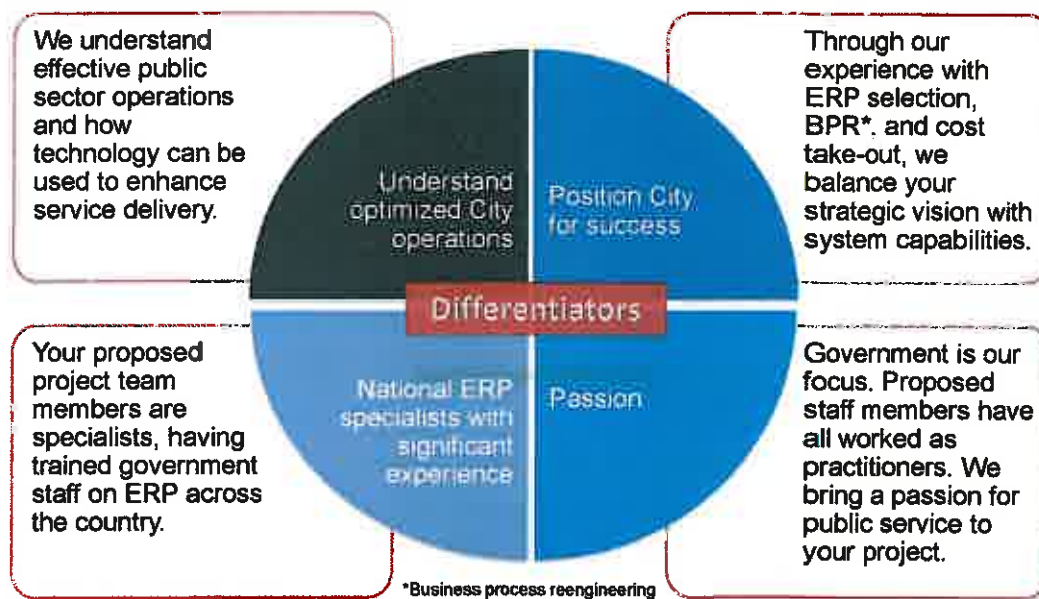 We understand
effective public
sector operations
and how
technology can be
used to enhance
service delivery.
Understand
optimized City
operations
Position City
for success
Through our
experience with
ERP selection,
BPR*. and cost
take-out, we
balance your
strategic vision with
system capabilities.
Differentiators
Your proposed
project team
members are
specialists, having
trained government
staff on ERP across
the country.
National ERP
specialists with
significant
experience
Passion
Government is our
focus. Proposed
staff members have
all worked as
practitioners. We
bring a passion for
public service to
your project.
*Business process reengineering